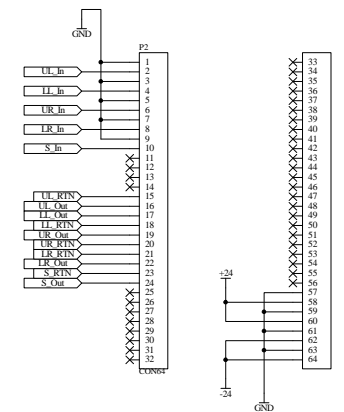 GND
P2
1
UL_In 2
3
LL_In 4
5
UR_In 6
7
LR_In 8
9
S_In 10
11
12
13
14
UL_RTN 15
UL_Out 16
LL_Out 17
LL_RTN 18
UR_Out 19
UR_RTN 20
LR_RTN 21
LR_Out 22
S_RTN 23
S_Out 24
25
26
27
28
29
30
31
32
CON64
33
34
35
36
37
38
39
40
41
42
43
44
45
46
47
48
49
50
51
52
53
54
55
56
+24
57
58
59
60
61
62
63
64
-24
GND